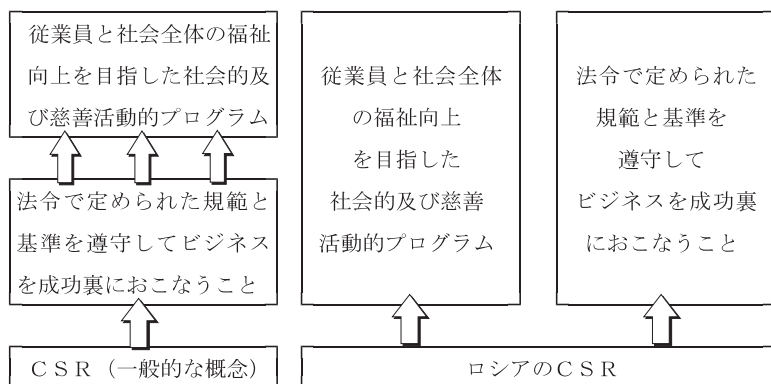 従業員と社会全体の福祉
向上を目指した社会的及
び慈善活動的プログラム
法令で定められた規範と
基準を遵守してビジネス
を成功裏におこなうこと
CSR（一般的な概念）
従業員と社会全体
の福祉向上
を目指した
社会的及び慈善
活動的プログラム
法令で定められた
規範と基準を
遵守して
ビジネスを成功裏
におこなうこと
ロシアのCSR